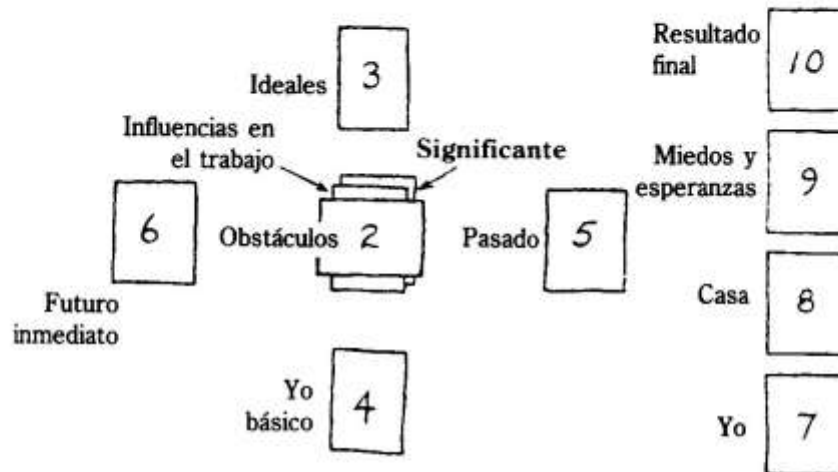 Resultado
final
10
3
Ideales
Influencias en
el trabajo
Significante
Miedos y
esperanzas
9
6
Obstáculos
2
Pasado
5
Futuro
inmediato
Casa
8
Yo
básico
4
Yo
7